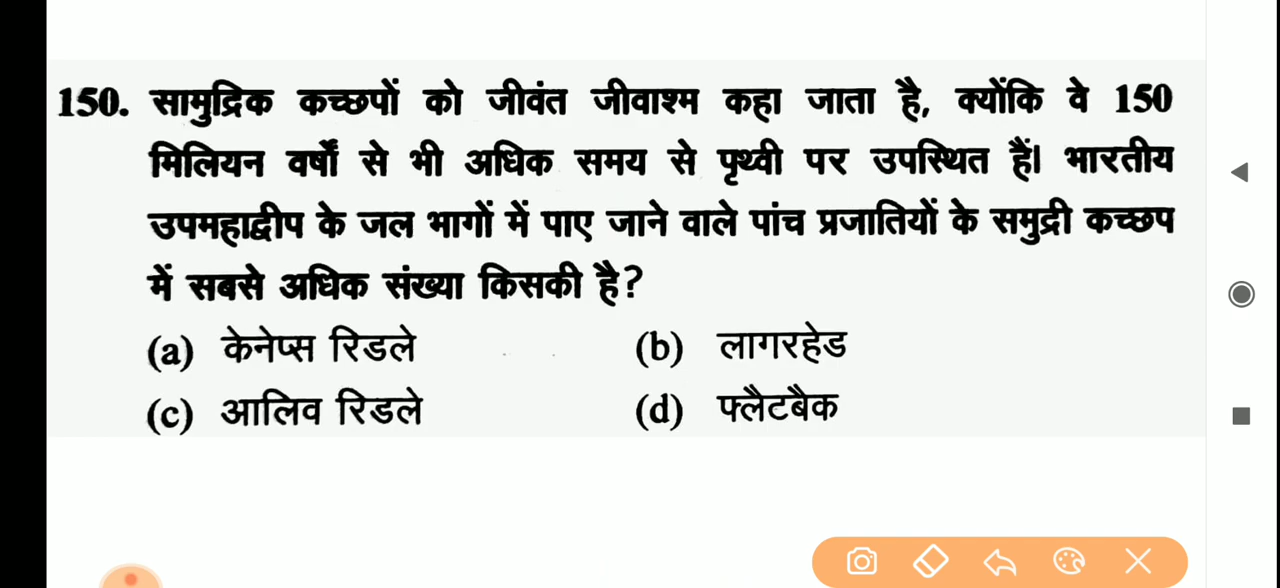 150. सामुद्रिक कच्छपों को जीवंत जीवाश्म कहा जाता है, क्योंकि वे 150
मिलियन वर्षों से भी अधिक समय से पृथ्वी पर उपस्थित हैं। भारतीय
उपमहाद्वीप के जल भागों में पाए जाने वाले पांच प्रजातियों के समुद्री कच्छप
में सबसे अधिक संख्या किसकी है?
(a) केनेप्स रिडले (b) लागरहेड
(c) आलिव रिडले (d) फ्लैटबैक